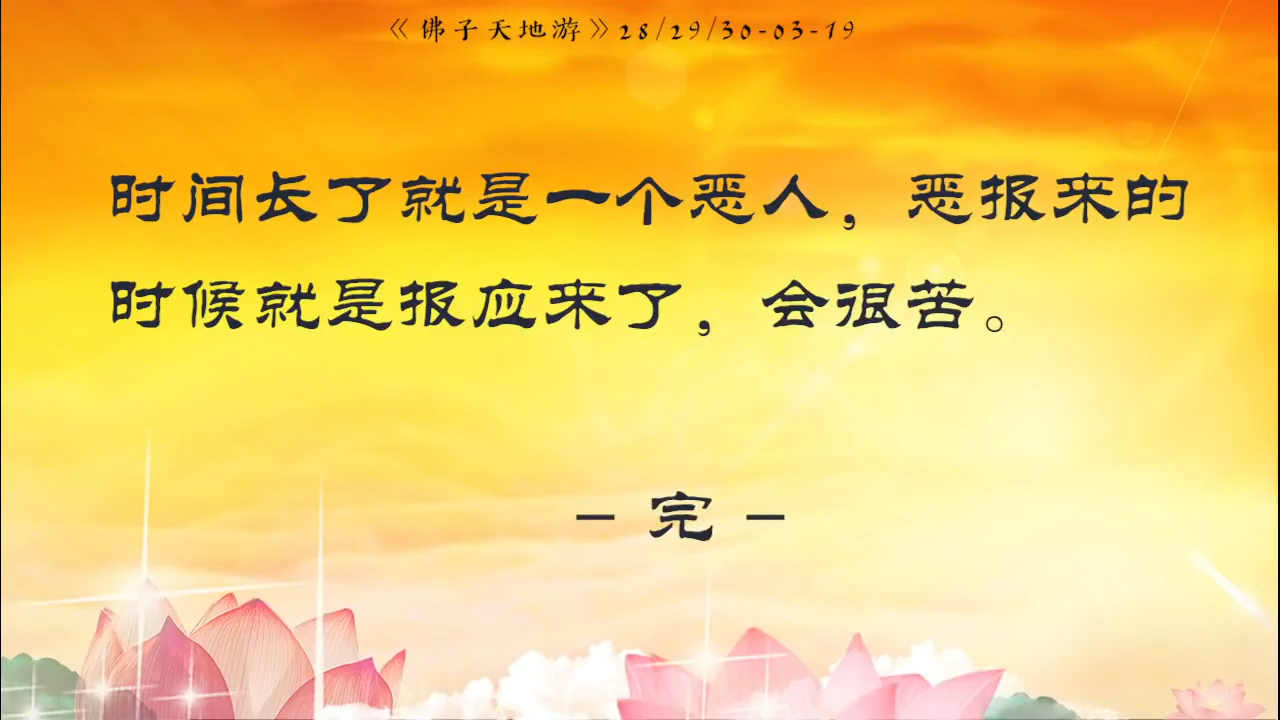 《佛子天地游》28/29/30-03-19
时间长了就是一个恶人，恶报来的
时候就是报应来了，会很苦。
- 完 -